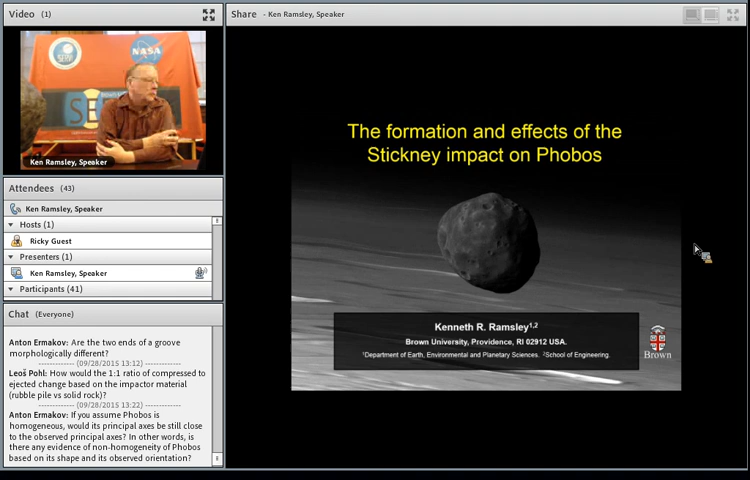 Video (1)
NASA
Ken Ramsley, Speaker
Attendees (43)
Ken Ramsley, Speaker
Hosts (1)
Ricky Guest
Presenters (1)
Ken Ramsley, Speaker
Participants (41)
Chat (Everyone)
Anton Ermakov: Are the two ends of a groove
morphologically different?
------------ (09/28/2015 13:12) ------------
Leoš Pohl: How would the 1:1 ratio of compressed to
ejected change based on the impactor material
(rubble pile vs solid rock)?
------------ (09/28/2015 13:22) ------------
Anton Ermakov: If you assume Phobos is
homogeneous, would its principal axes be still close
to the observed principal axes? In other words, is
there any evidence of non-homogeneity of Phobos
based on its shape and its observed orientation?
Share - Ken Ramsley, Speaker
The formation and effects of the
Stickney impact on Phobos
Kenneth R. Ramsley1,2
Brown University, Providence, RI 02912 USA.
1Department of Earth, Environmental and Planetary Sciences. 2School of Engineering.
Brown